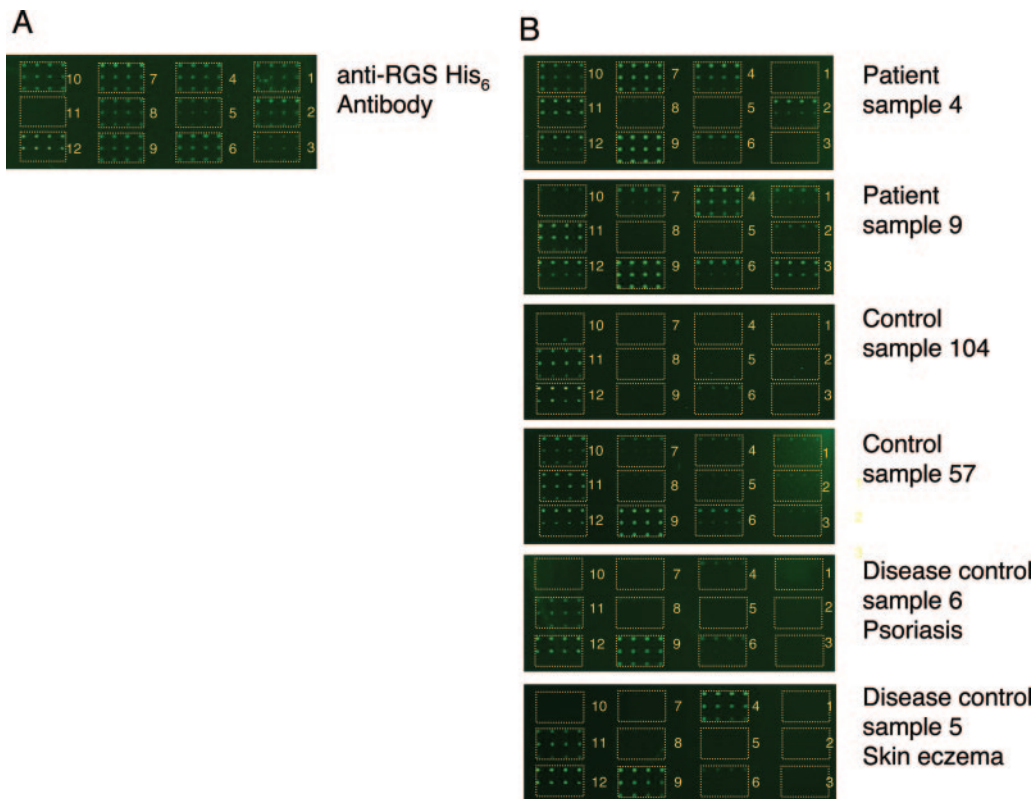 A
10 7 4 1
11 8 5 2
12 9 6 3
anti-RGS His6
Antibody
B
10 7 4 1
11 8 5 2
12 9 6 3
Patient
sample 4
10 7 4 1
11 8 5 2
12 9 6 3
Patient
sample 9
10 7 4 1
11 8 5 2
12 9 6 3
Control
sample 104
10 7 4 1
11 8 5 2
12 9 6 3
Control
sample 57
1
2
3
10 7 4 1
11 8 5 2
12 9 6 3
Disease control
sample 6
Psoriasis
10 7 4 1
11 8 5 2
12 9 6 3
Disease control
sample 5
Skin eczema